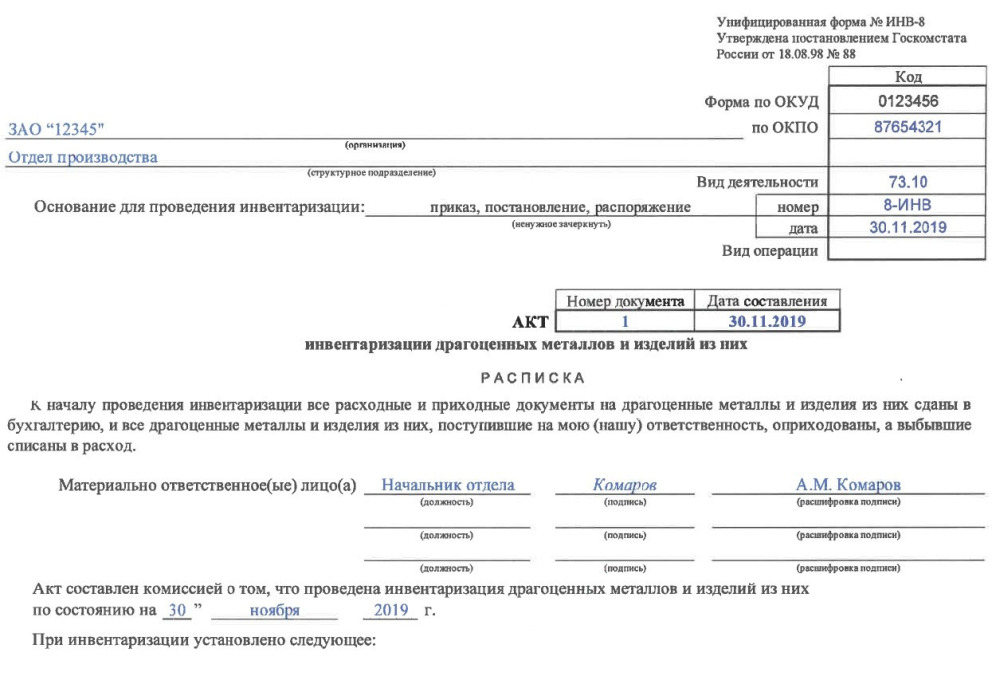 Унифицированная форма № ИНВ-8
Утверждена постановлением Госкомстата
России от 18.08.98 № 88
Код
Форма по ОКУД 0123456
ЗАО “12345" по ОКПО 87654321
(организация)
Отдел производства
(структурное подразделение)
Вид деятельности 73.10
Основание для проведения инвентаризации: приказ, постановление, распоряжение номер 8-ИНВ
(ненужное зачеркнуть)
дата 30.11.2019
Вид операции
Номер документа Дата составления
АКТ 1 30.11.2019
инвентаризации драгоценных металлов и изделий из них
РАСПИСКА
К началу проведения инвентаризации все расходные и приходные документы на драгоценные металлы и изделия из них сданы в
бухгалтерию, и все драгоценные металлы и изделия из них, поступившие на мою (нашу) ответственность, оприходованы, а выбывшие
списаны в расход.
Материально ответственное(ые) лицо(а) Начальник отдела Комаров А.М. Комаров
(должность) (подпись) (расшифровка подписи)
(должность) (подпись) (расшифровка подписи)
(должность) (подпись) (расшифровка подписи)
Акт составлен комиссией о том, что проведена инвентаризация драгоценных металлов и изделий из них
по состоянию на 30 ” ноября 2019 г.
При инвентаризации установлено следующее: